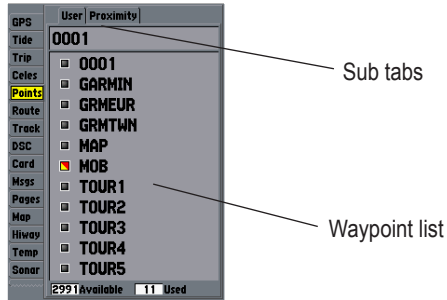 GPS
Tide
Trip
Celes
Points
Route
Track
DSC
Card
Msgs
Pages
Map
Hiway
Temp
Sonar
User Proximity
0001
0001
GARMIN
GRMEUR
GRMTWN
MAP
MOB
TOUR1
TOUR2
TOUR3
TOUR4
TOUR5
2991 Available 11 Used
Sub tabs
Waypoint list